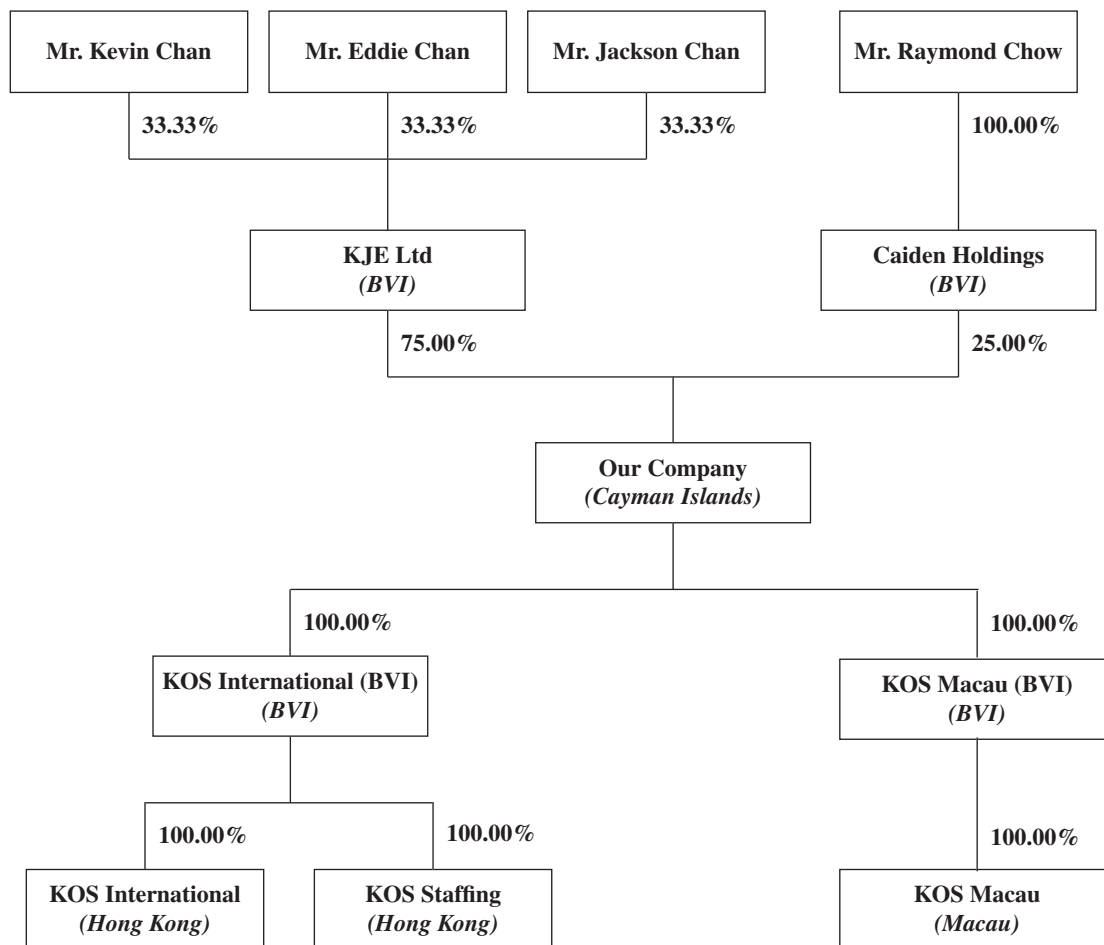 Mr. Kevin Chan
Mr. Eddie Chan
Mr. Jackson Chan
Mr. Raymond Chow
33.33%
33.33%
33.33%
100.00%
KJE Ltd
(BVI)
Caiden Holdings
(BVI)
75.00%
25.00%
Our Company
(Cayman Islands)
100.00%
100.00%
KOS International (BVI)
(BVI)
KOS Macau (BVI)
(BVI)
100.00%
100.00%
100.00%
KOS International
(Hong Kong)
KOS Staffing
(Hong Kong)
KOS Macau
(Macau)